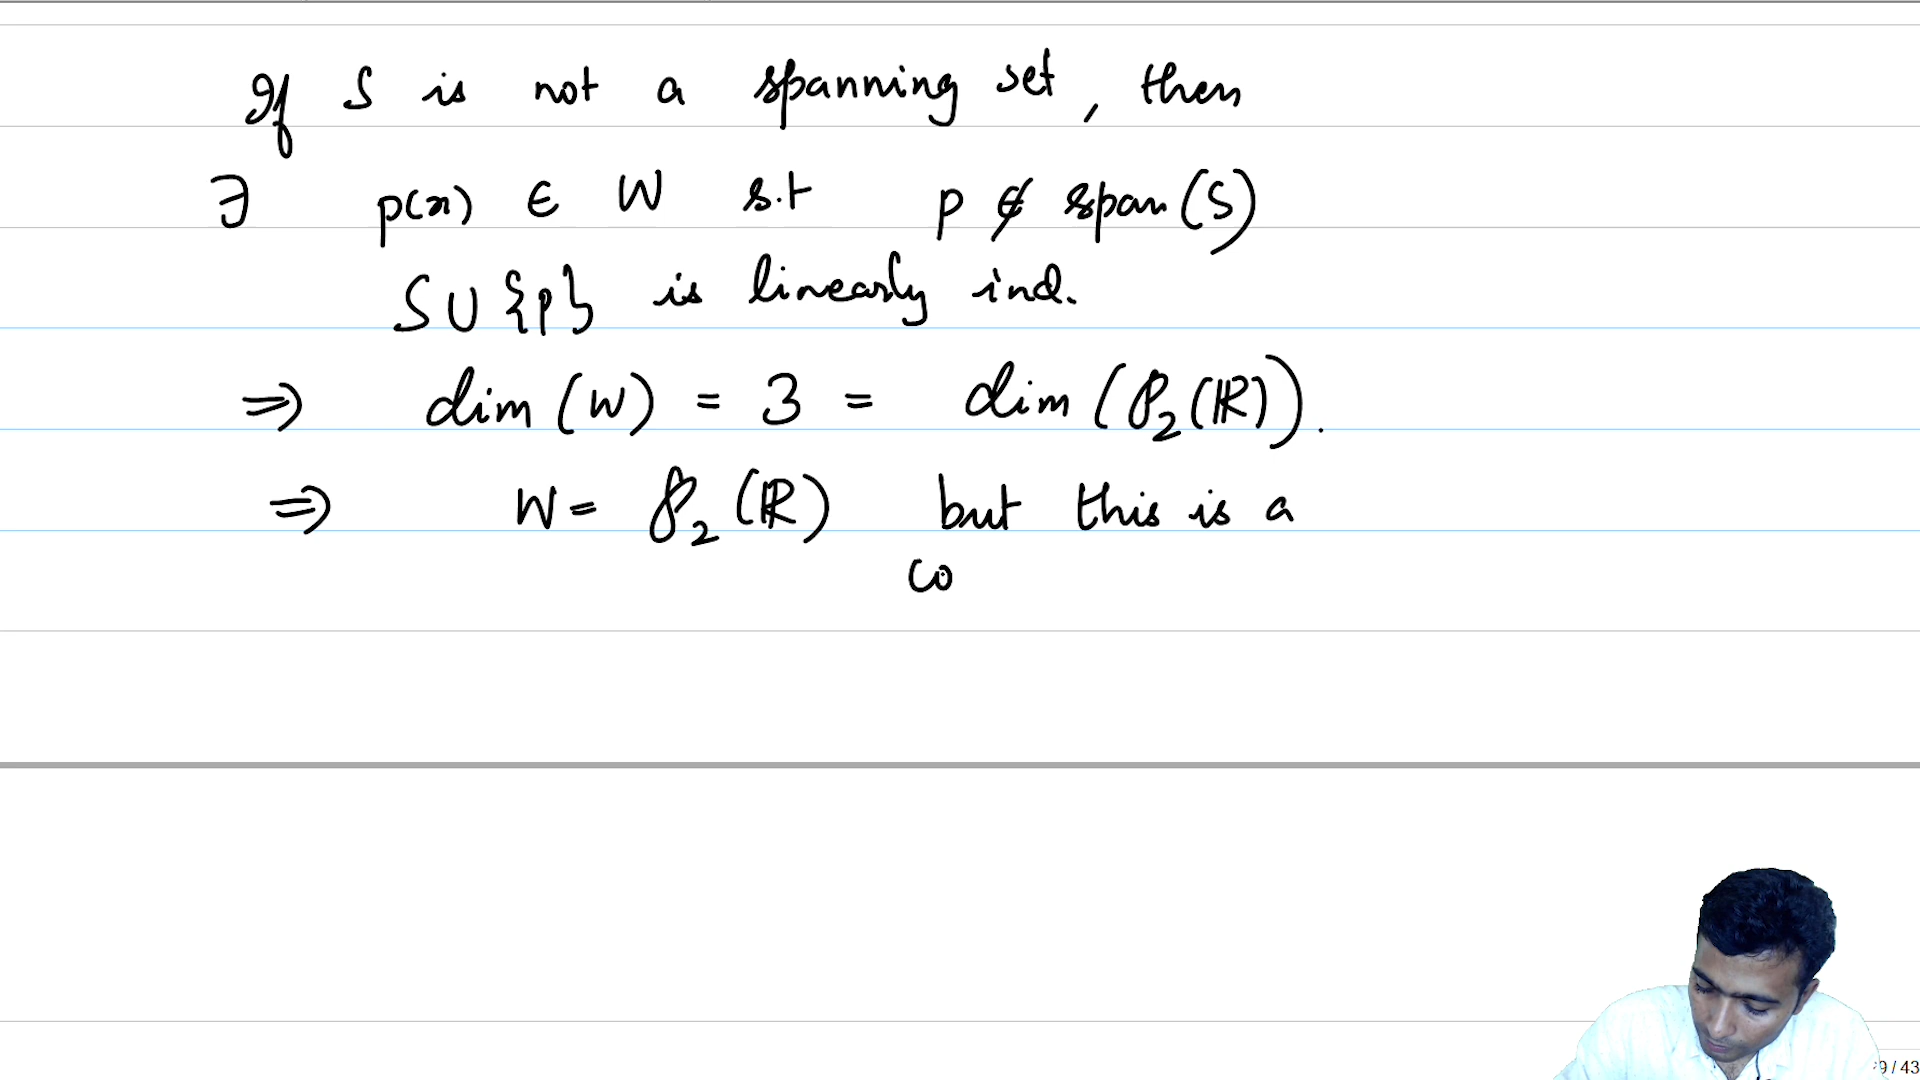 If S is not a spanning set, then
∃ p(x) ∈ W s.t p ∉ span(S)
S ∪ {p} is linearly ind.
⇒ dim(W) = 3 = dim(P₂(ℝ)).
⇒ W = P₂(ℝ) but this is a
co
9/43